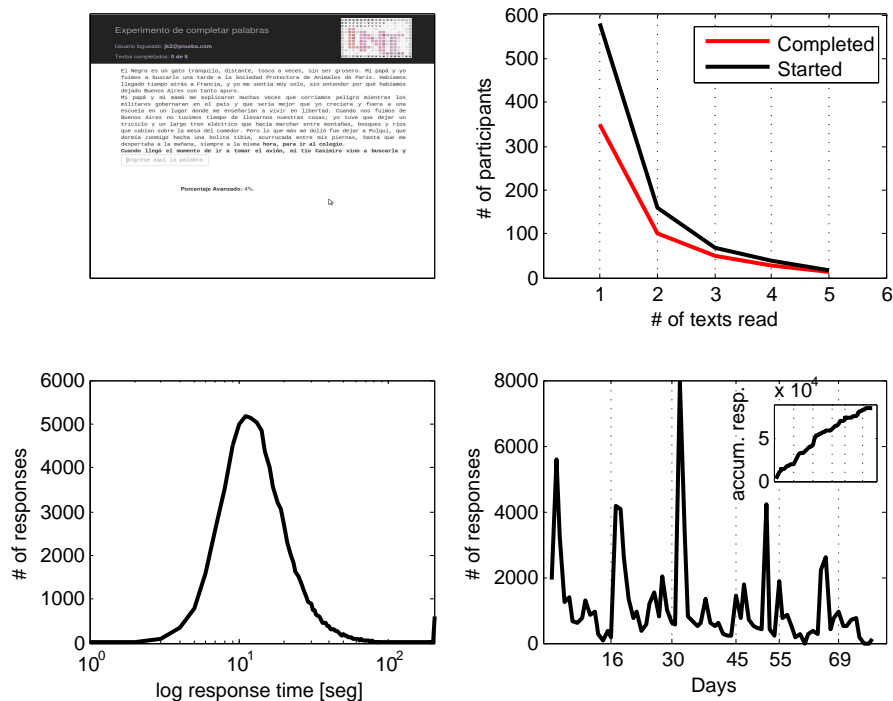 Experimento de completar palabras
Usuario logueado: jk2@prueba.com
Textos completados: 0 de 8
El Negro es un gato tranquilo, distante, tosco a veces, sin ser grosero. Mi papá y yo
fuimos a buscarlo una tarde a la Sociedad Protectora de Animales de París. Habíamos
llegado tiempo atrás a Francia, y yo me sentía muy solo, sin entender por qué habíamos
dejado Buenos Aires con tanto apuro.
Mi papá y mi mamá me explicaron muchas veces que corríamos peligro mientras los
militares gobernaran en el país y que sería mejor que yo creciera y fuera a una
escuela en un lugar donde me enseñarían a vivir en libertad. Cuando nos fuimos de
Buenos Aires no tuvimos tiempo de llevarnos nuestras cosas; yo tuve que dejar un
triciclo y un largo tren eléctrico que hacía marchar entre montañas, bosques y ríos
que cabían sobre la mesa del comedor. Pero lo que más me dolió fue dejar a Pulqui, que
dormía conmigo hecha una bolita tibia, acurrucada entre mis piernas, hasta que me
despertaba a la mañana, siempre a la misma hora, para ir al colegio.
Cuando llegó el momento de ir a tomar el avión, mi tío Casimiro vino a buscarla y
Ingrese aquí la palabra
Porcentaje Avanzado: 4%
600
500
400
300
200
100
0
# of participants
Completed
Started
1 2 3 4 5 6
# of texts read
6000
5000
4000
3000
2000
1000
0
# of responses
10^0 10^1 10^2
log response time [seg]
8000
6000
4000
2000
0
# of responses
x 10^4
accum. resp.
5
0
16 30 45 55 69
Days